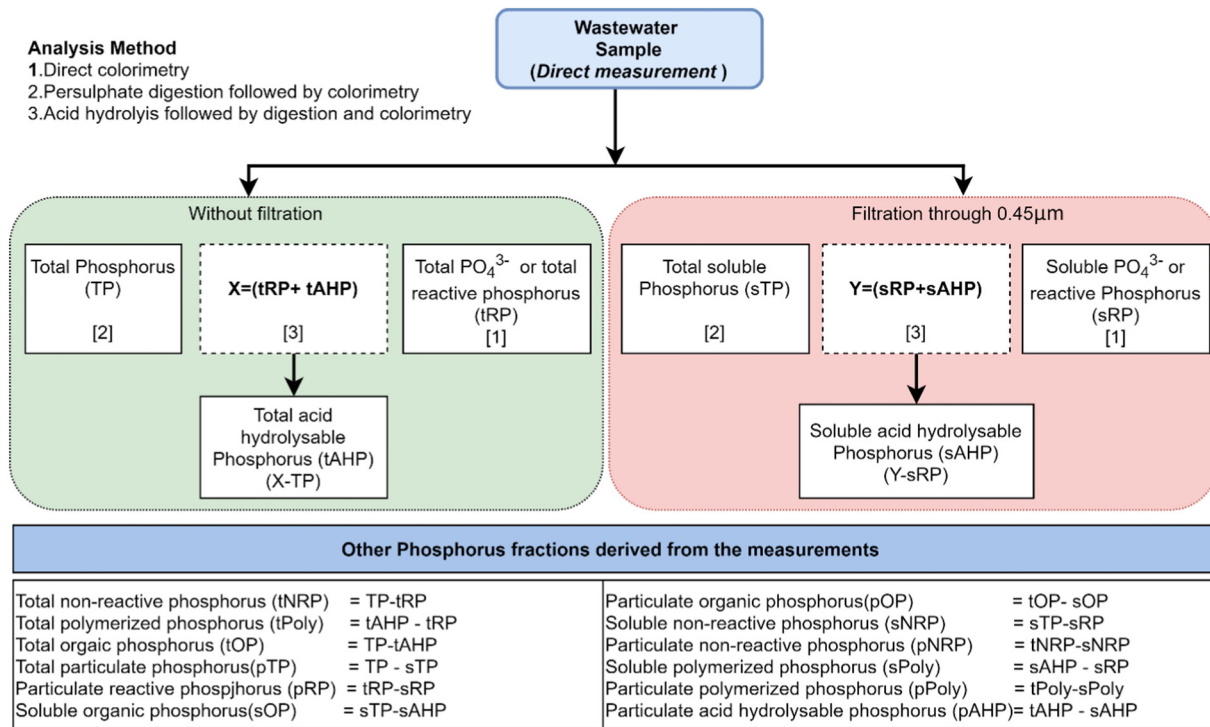 Wastewater
Sample
(Direct measurement )
Analysis Method
1.Direct colorimetry
2.Persulphate digestion followed by colorimetry
3.Acid hydrolyis followed by digestion and colorimetry
Without filtration
Total Phosphorus
(TP)
[2]
X=(tRP+ tAHP)
[3]
Total PO₄³⁻ or total
reactive phosphorus
(tRP)
[1]
Total acid
hydrolysable
Phosphorus (tAHP)
(X-TP)
Filtration through 0.45µm
Total soluble
Phosphorus (sTP)
[2]
Y=(sRP+sAHP)
[3]
Soluble PO₄³⁻ or
reactive Phosphorus
(sRP)
[1]
Soluble acid hydrolysable
Phosphorus (sAHP)
(Y-sRP)
Other Phosphorus fractions derived from the measurements
Total non-reactive phosphorus (tNRP) = TP-tRP
Total polymerized phosphorus (tPoly) = tAHP - tRP
Total orgaic phosphorus (tOP) = TP-tAHP
Total particulate phosphorus(pTP) = TP - sTP
Particulate reactive phospjhorus (pRP) = tRP-sRP
Soluble organic phosphorus(sOP) = sTP-sAHP
Particulate organic phosphorus(pOP) = tOP- sOP
Soluble non-reactive phosphorus (sNRP) = sTP-sRP
Particulate non-reactive phosphorus (pNRP) = tNRP-sNRP
Soluble polymerized phosphorus (sPoly) = sAHP - sRP
Particulate polymerized phosphorus (pPoly) = tPoly-sPoly
Particulate acid hydrolysable phosphorus (pAHP)= tAHP - sAHP